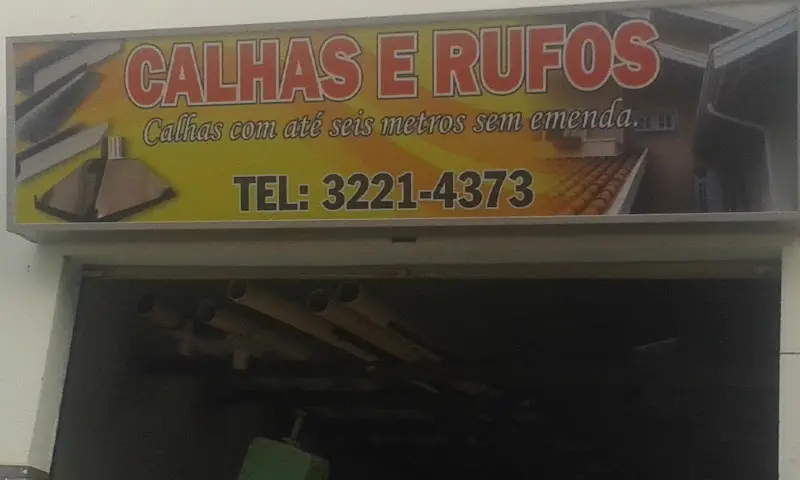 CALHAS E RUFOS
Calhas com até seis metros sem emenda.
TEL: 3221-4373